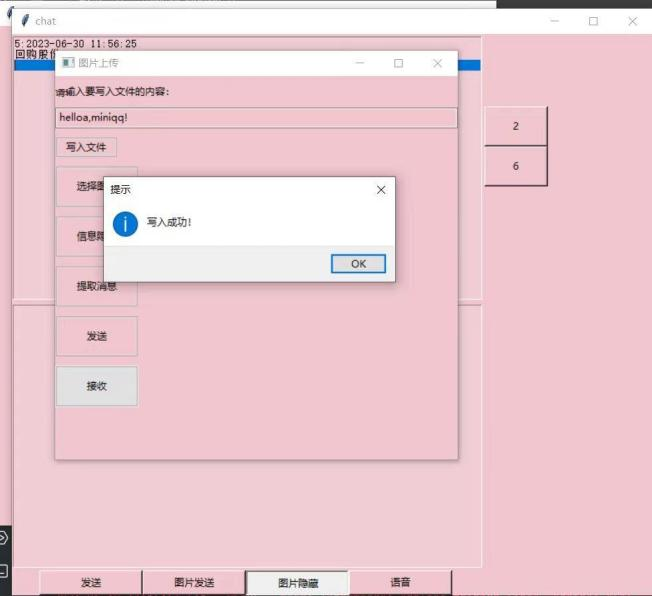 chat
5:2023-06-30 11:56:25
回购股份
图片上传
请输入要写入文件的内容:
helloa,miniqq!
写入文件
2
6
选择图
提示
写入成功!
OK
信息隐
提取消息
发送
接收
发送
图片发送
图片隐藏
语音